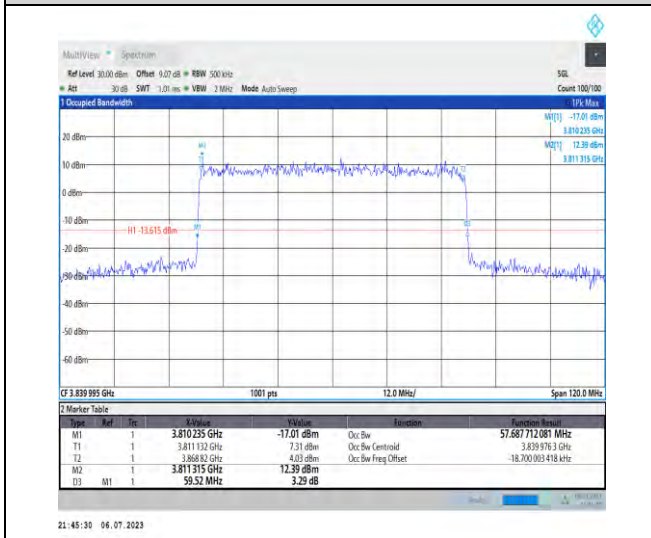 MultiView Spectrum
Ref Level 30.00 dBm Offset 9.07 dB RBW 500 kHz SGL
Att 30 dB SWT 1.01 ms VBW 2 MHz Mode Auto Sweep Count 100/100
1 Occupied Bandwidth 1Pk Max
M1[1] -17.01 dBm
3.810 235 GHz
M2[1] 12.39 dBm
3.811 315 GHz
20 dBm
M2
T1
T2
10 dBm
0 dBm
-10 dBm
H1 -13.615 dBm
M1
D3
-20 dBm
-30 dBm
-40 dBm
-50 dBm
-60 dBm
CF 3.839 995 GHz 1001 pts 12.0 MHz/ Span 120.0 MHz
2 Marker Table
Type Ref Trc X-Value Y-Value Function Function Result
M1 1 3.810 235 GHz -17.01 dBm Occ Bw 57.687 712 081 MHz
T1 1 3.811 132 GHz 7.31 dBm Occ Bw Centroid 3.839 976 3 GHz
T2 1 3.868 82 GHz 4.03 dBm Occ Bw Freq Offset -18.700 003 418 kHz
M2 1 3.811 315 GHz 12.39 dBm
D3 M1 1 59.52 MHz 3.29 dB
21:45:30 06.07.2023